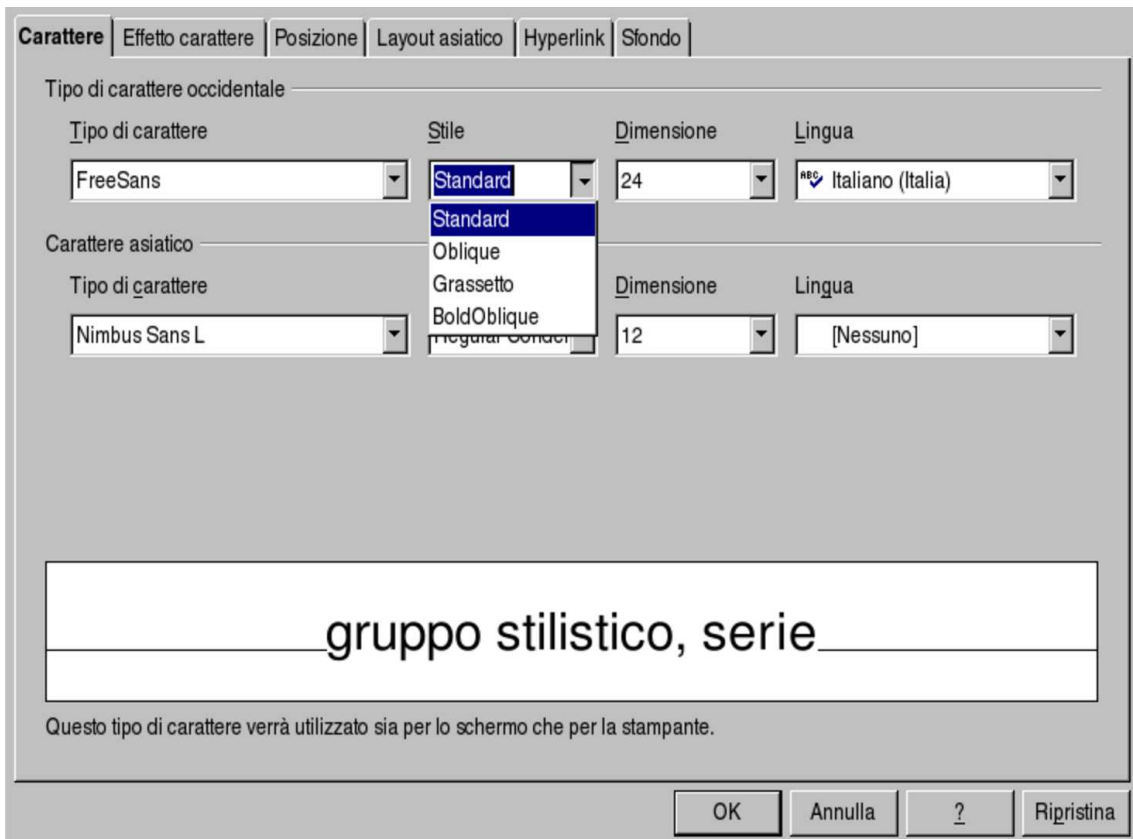 Carattere Effetto carattere Posizione Layout asiatico Hyperlink Sfondo
Tipo di carattere occidentale
Tipo di carattere Stile Dimensione Lingua
FreeSans Standard 24 ABC Italiano (Italia)
Standard
Oblique
Grassetto
BoldOblique
Carattere asiatico
Tipo di carattere Dimensione Lingua
Nimbus Sans L 12 [Nessuno]
gruppo stilistico, serie
Questo tipo di carattere verrà utilizzato sia per lo schermo che per la stampante.
OK Annulla ? Ripristina